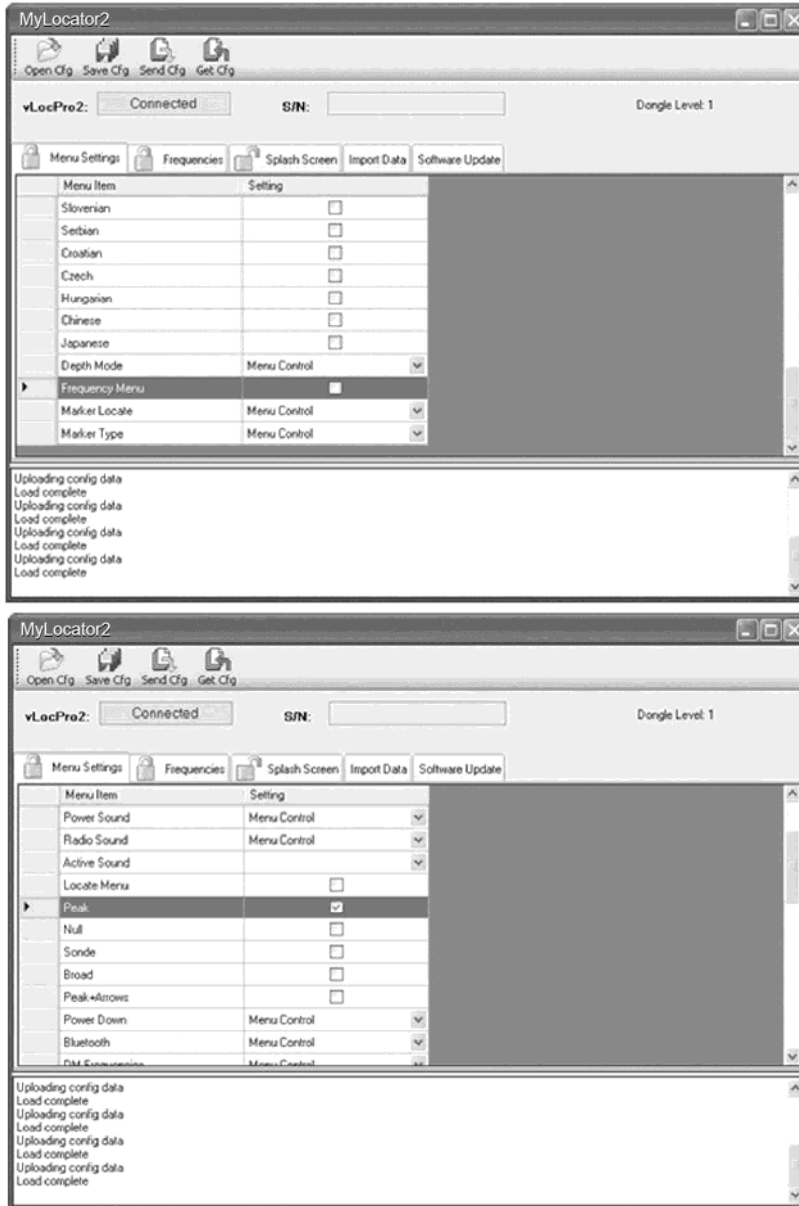 MyLocator2
Open Cfg Save Cfg Send Cfg Get Cfg
vLocPro2: Connected S/N: Dongle Level: 1
Menu Settings Frequencies Splash Screen Import Data Software Update
Menu Item Setting
Slovenian
Serbian
Croatian
Czech
Hungarian
Chinese
Japanese
Depth Mode Menu Control
Frequency Menu
Marker Locate Menu Control
Marker Type Menu Control
Uploading config data
Load complete
Uploading config data
Load complete
Uploading config data
Load complete
Uploading config data
Load complete
MyLocator2
Open Cfg Save Cfg Send Cfg Get Cfg
vLocPro2: Connected S/N: Dongle Level: 1
Menu Settings Frequencies Splash Screen Import Data Software Update
Menu Item Setting
Power Sound Menu Control
Radio Sound Menu Control
Active Sound
Locate Menu
Peak
Null
Sonde
Broad
Peak+Arrows
Power Down Menu Control
Bluetooth Menu Control
DM Frequencies Menu Control
Uploading config data
Load complete
Uploading config data
Load complete
Uploading config data
Load complete
Uploading config data
Load complete